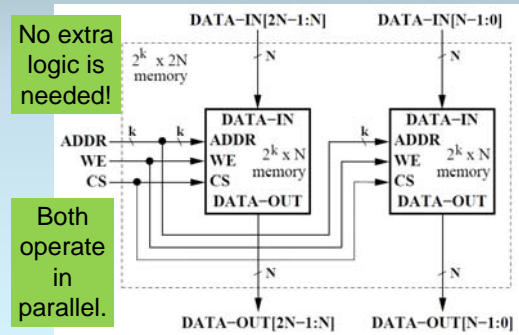 No extra
logic is
needed!
Both
operate
in
parallel.
DATA−IN[2N−1:N] DATA−IN[N−1:0]
N N
2^k x 2N
memory
DATA−IN DATA−IN
ADDR k k ADDR k ADDR
WE WE 2^k x N WE 2^k x N
memory memory
CS CS CS
DATA−OUT DATA−OUT
N N
DATA−OUT[2N−1:N] DATA−OUT[N−1:0]